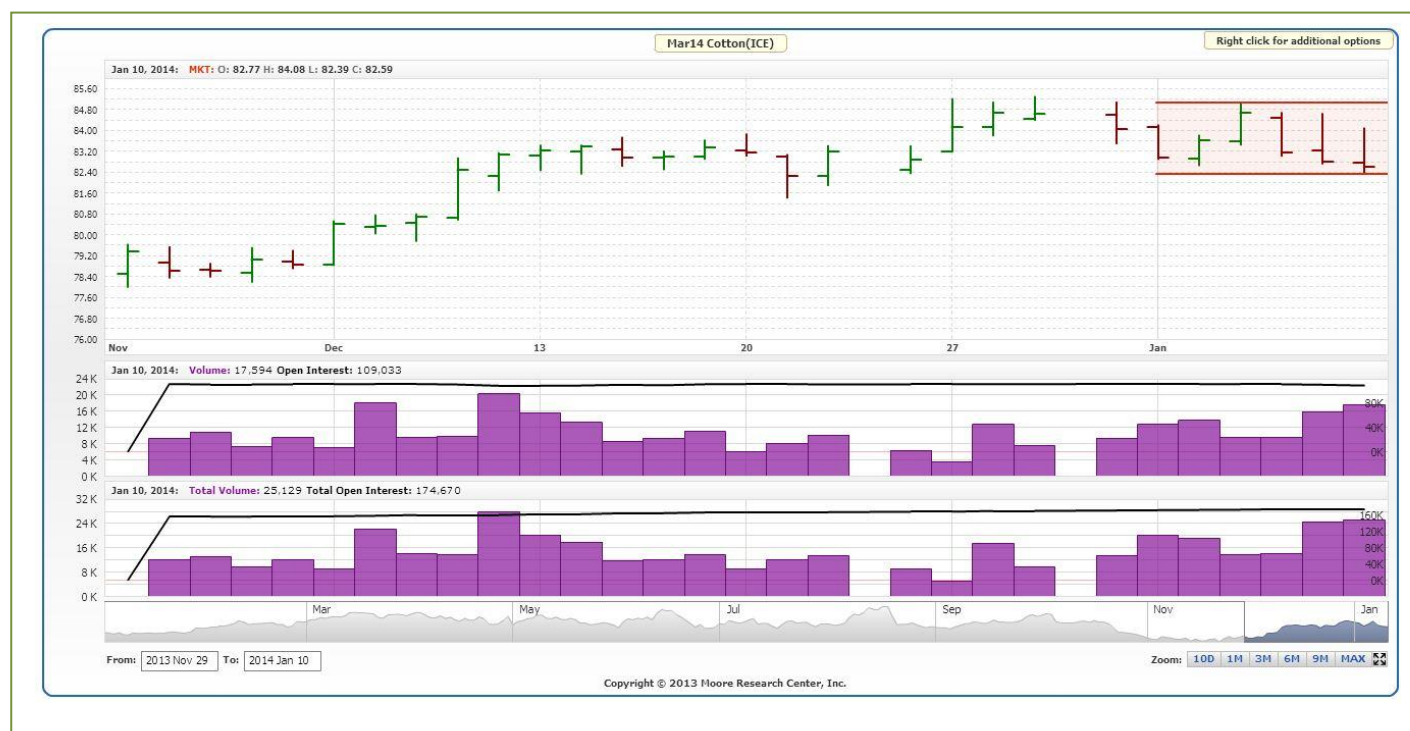 Mar14 Cotton(ICE)
Right click for additional options
Jan 10, 2014: MKT: O: 82.77 H: 84.08 L: 82.39 C: 82.59
85.60
84.80
84.00
83.20
82.40
81.60
80.80
80.00
79.20
78.40
77.60
76.80
76.00
Nov Dec 13 20 27 Jan
Jan 10, 2014: Volume: 17,594 Open Interest: 109,033
24 K
20 K
16 K
12 K
8 K
4 K
0 K
80K
40K
0K
Jan 10, 2014: Total Volume: 25,129 Total Open Interest: 174,670
32 K
24 K
16 K
8 K
0 K
160K
120K
80K
40K
0K
Mar May Jul Sep Nov Jan
From: 2013 Nov 29 To: 2014 Jan 10 Zoom: 10D 1M 3M 6M 9M MAX
Copyright © 2013 Moore Research Center, Inc.